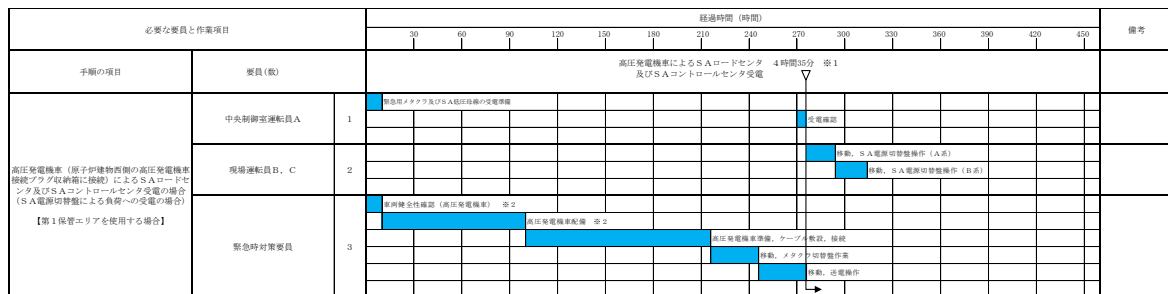 必要な要員と作業項目
経過時間（時間）
備考
30 60 90 120 150 180 210 240 270 300 330 360 390 420 450
手順の項目
要員(数)
高圧発電機車によるSAロードセンタ 4時間35分 ※1
及びSAコントロールセンタ受電
高圧発電機車（原子炉建物西側の高圧発電機車
接続プラグ収納箱に接続）によるSAロードセ
ンタ及びSAコントロールセンタ受電の場合
（SA電源切替盤による負荷への受電の場合）
【第1保管エリアを使用する場合】
中央制御室運転員A
1
緊急用メタクラ及びSA低圧母線の受電準備
受電確認
現場運転員B，C
2
移動，SA電源切替盤操作（A系）
移動，SA電源切替盤操作（B系）
緊急時対策要員
3
車両健全性確認（高圧発電機車） ※2
高圧発電機車配備 ※2
高圧発電機車準備，ケーブル敷設，接続
移動，メタクラ切替盤作業
移動，送電操作